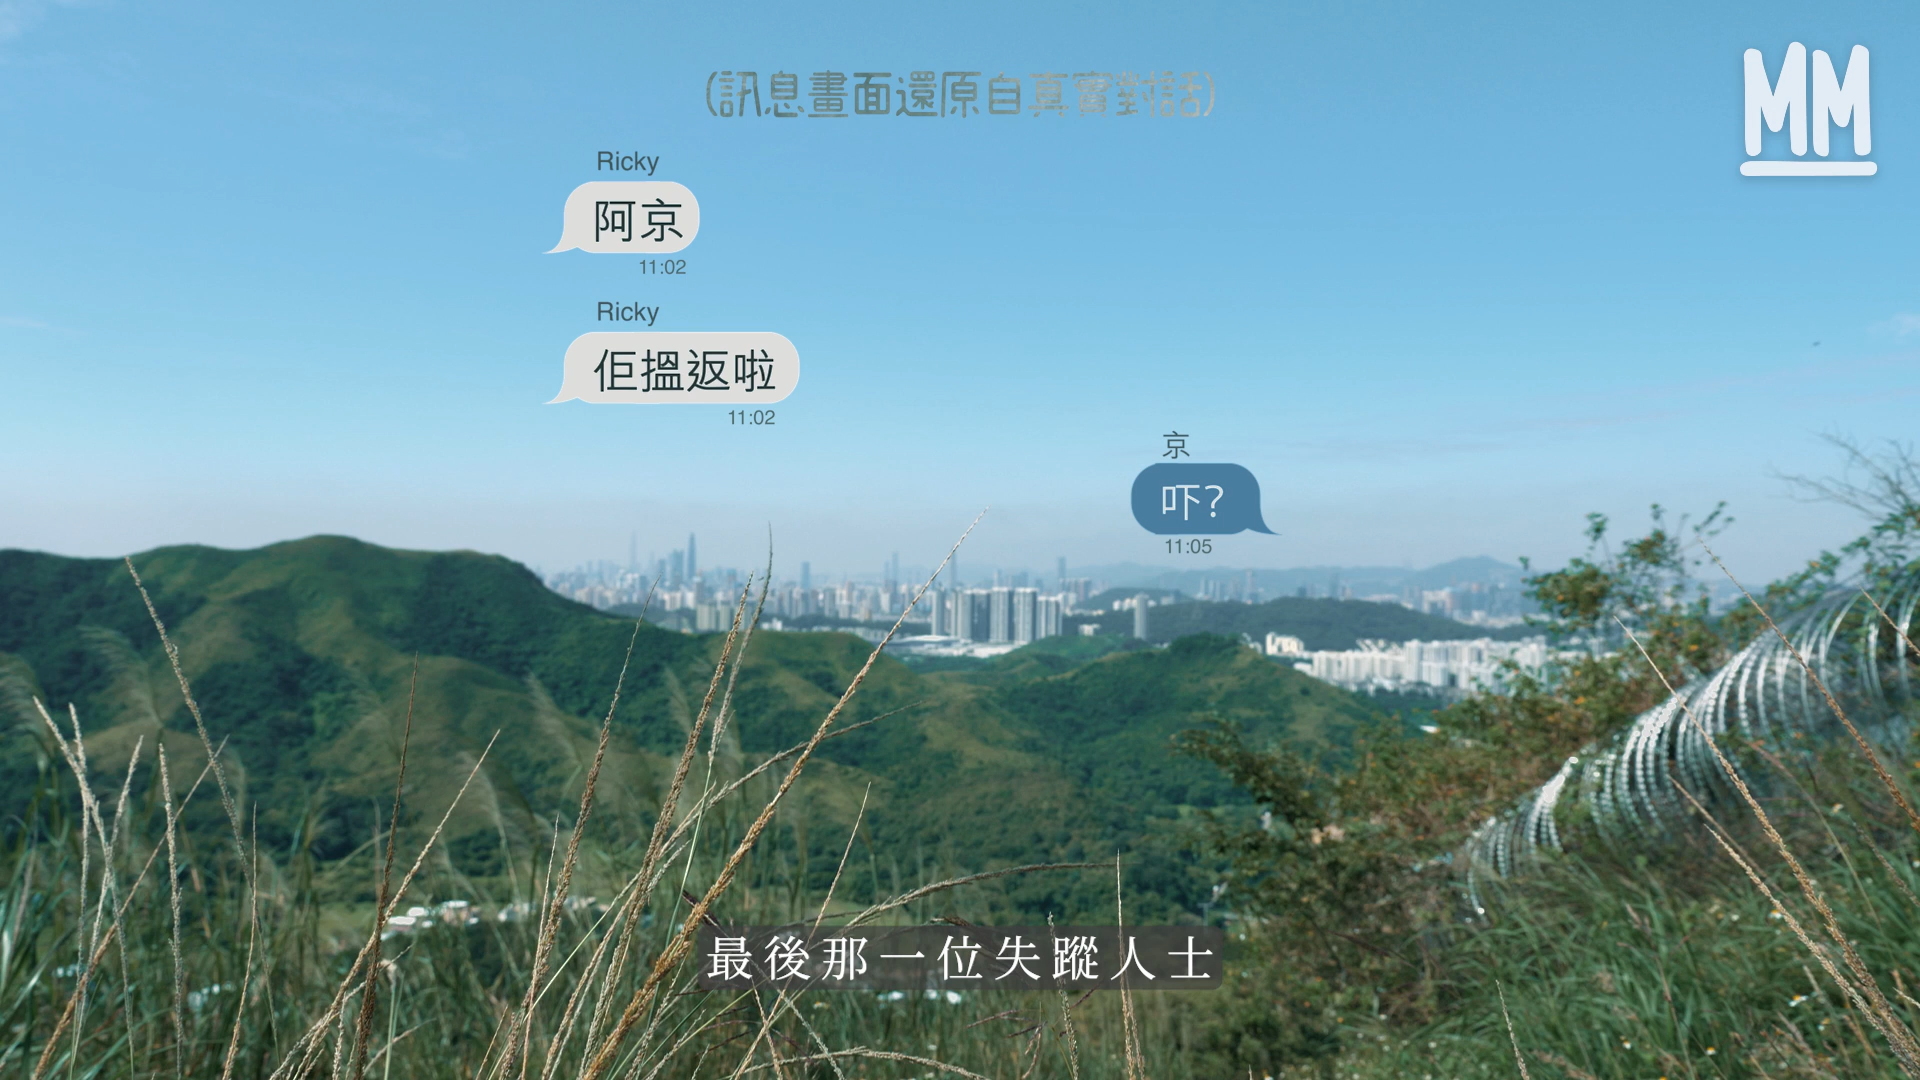 (訊息畫面還原自真實對話)
MM
Ricky
阿京
11:02
Ricky
佢搵返啦
11:02
京
吓?
11:05
最後那一位失蹤人士